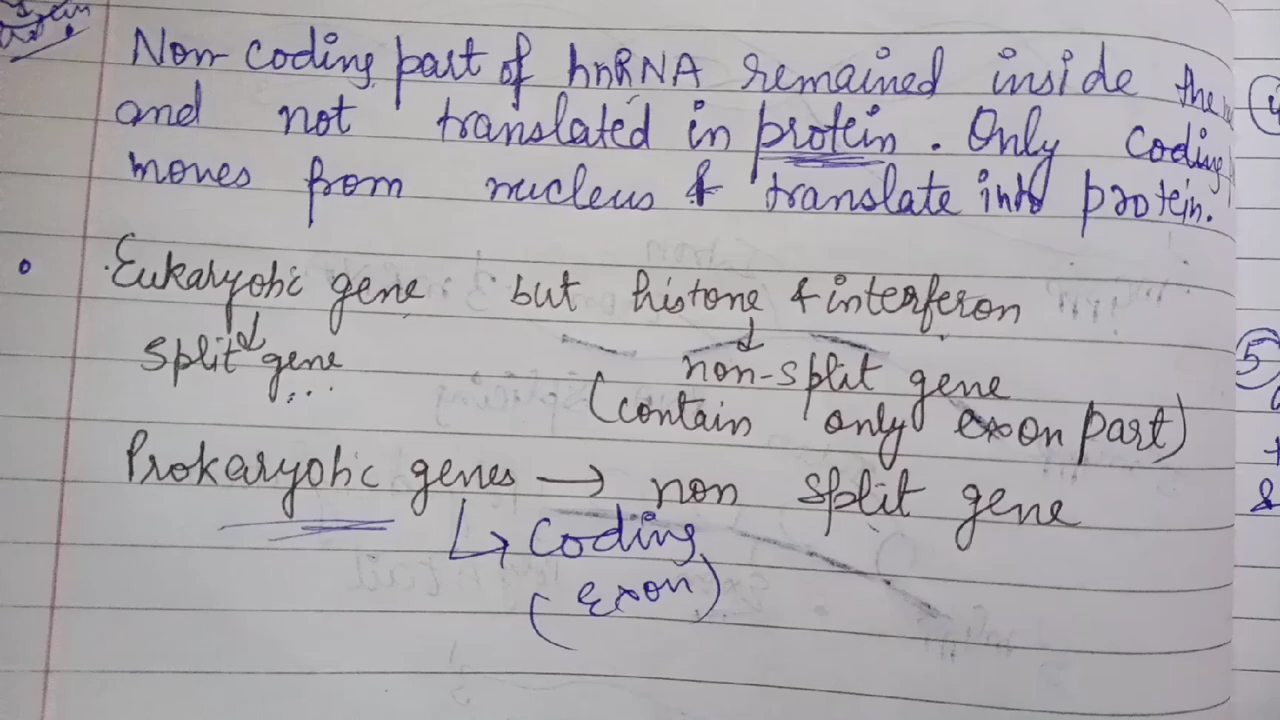 Non-coding part of hnRNA remained inside the
and not translated in protein. Only coding
moves from nucleus & translate into protein.
Eukaryotic gene but histone & interferon
split gene non-split gene
(contain only exon part)
Prokaryotic genes → non split gene
↳ Coding
(exon)
5
&